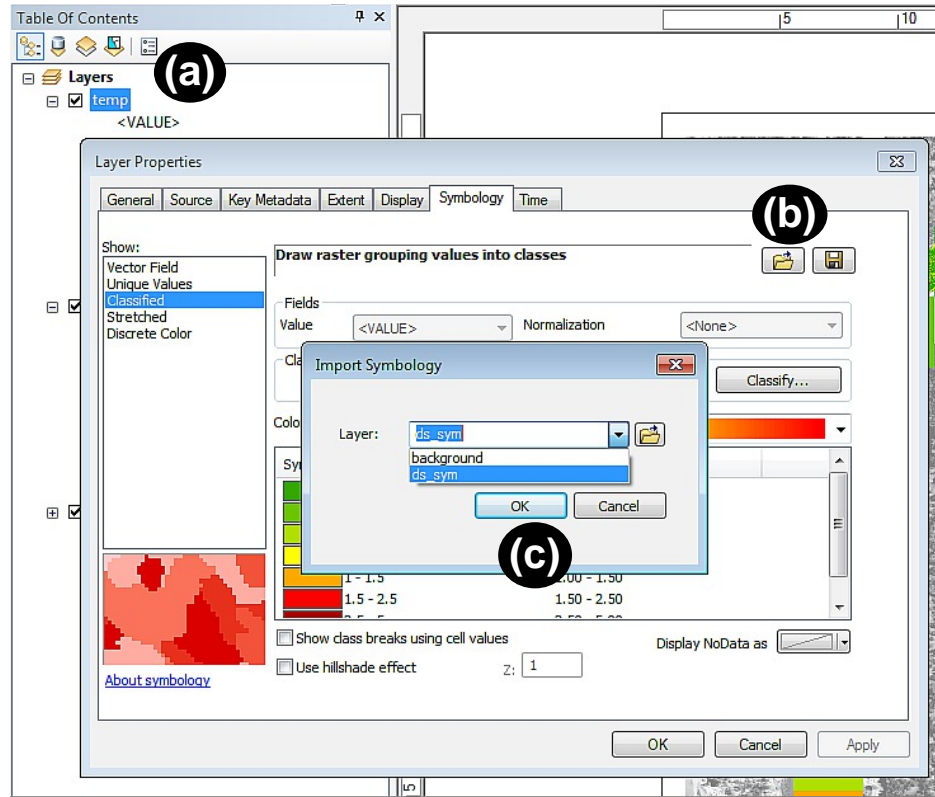 Table Of Contents
|5 |10
(a)
Layers
temp
<VALUE>
Layer Properties
General Source Key Metadata Extent Display Symbology Time
(b)
Show:
Vector Field
Unique Values
Classified
Stretched
Discrete Color
Draw raster grouping values into classes
Fields
Value <VALUE> Normalization <None>
Cla
Classify...
Import Symbology
Layer: ds_sym
background
ds_sym
OK Cancel
(c)
Colo
Sy
1 - 1.5 1.00 - 1.50
1.5 - 2.5 1.50 - 2.50
Show class breaks using cell values
Display NoData as
Use hillshade effect Z: 1
About symbology
OK Cancel Apply
5